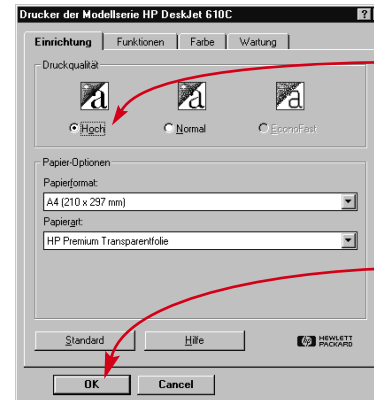 Drucker der Modellserie HP DeskJet 610C ?
Einrichtung Funktionen Farbe Wartung
Druckqualität
a a a
Hoch Normal EconoFast
Papier-Optionen
Papierformat:
A4 (210 x 297 mm)
Papierart:
HP Premium Transparentfolie
Standard Hilfe hp HEWLETT
PACKARD
OK Cancel